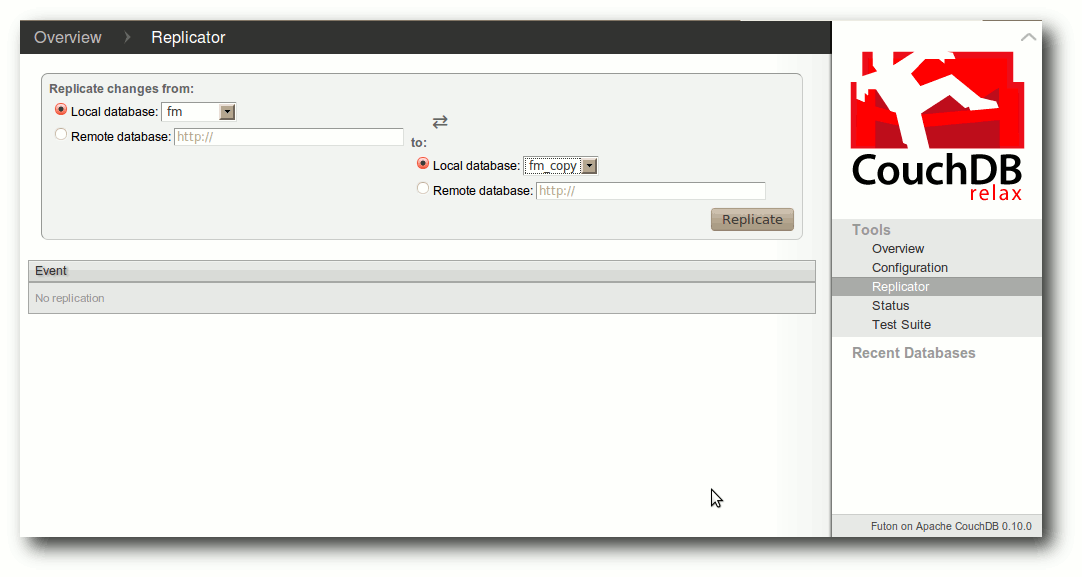 Overview Replicator
Replicate changes from:
Local database: fm
Remote database: http://
to:
Local database: fm_copy
Remote database: http://
Replicate
Event
No replication
CouchDB
relax
Tools
Overview
Configuration
Replicator
Status
Test Suite
Recent Databases
Futon on Apache CouchDB 0.10.0